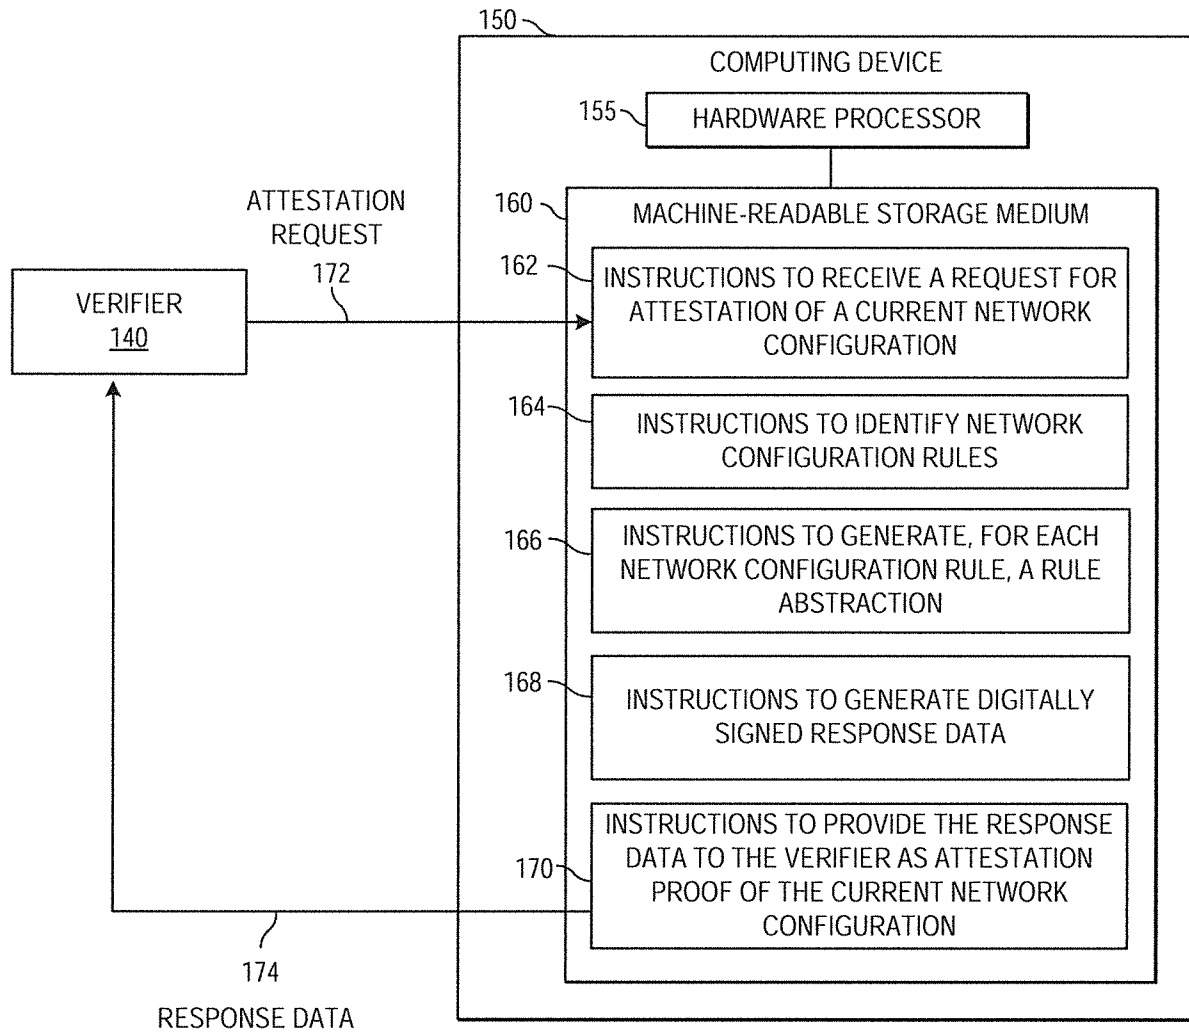 150
COMPUTING DEVICE
155
HARDWARE PROCESSOR
ATTESTATION
REQUEST
172
160
MACHINE-READABLE STORAGE MEDIUM
162
INSTRUCTIONS TO RECEIVE A REQUEST FOR
ATTESTATION OF A CURRENT NETWORK
CONFIGURATION
VERIFIER
140
164
INSTRUCTIONS TO IDENTIFY NETWORK
CONFIGURATION RULES
166
INSTRUCTIONS TO GENERATE, FOR EACH
NETWORK CONFIGURATION RULE, A RULE
ABSTRACTION
168
INSTRUCTIONS TO GENERATE DIGITALLY
SIGNED RESPONSE DATA
170
INSTRUCTIONS TO PROVIDE THE RESPONSE
DATA TO THE VERIFIER AS ATTESTATION
PROOF OF THE CURRENT NETWORK
CONFIGURATION
174
RESPONSE DATA